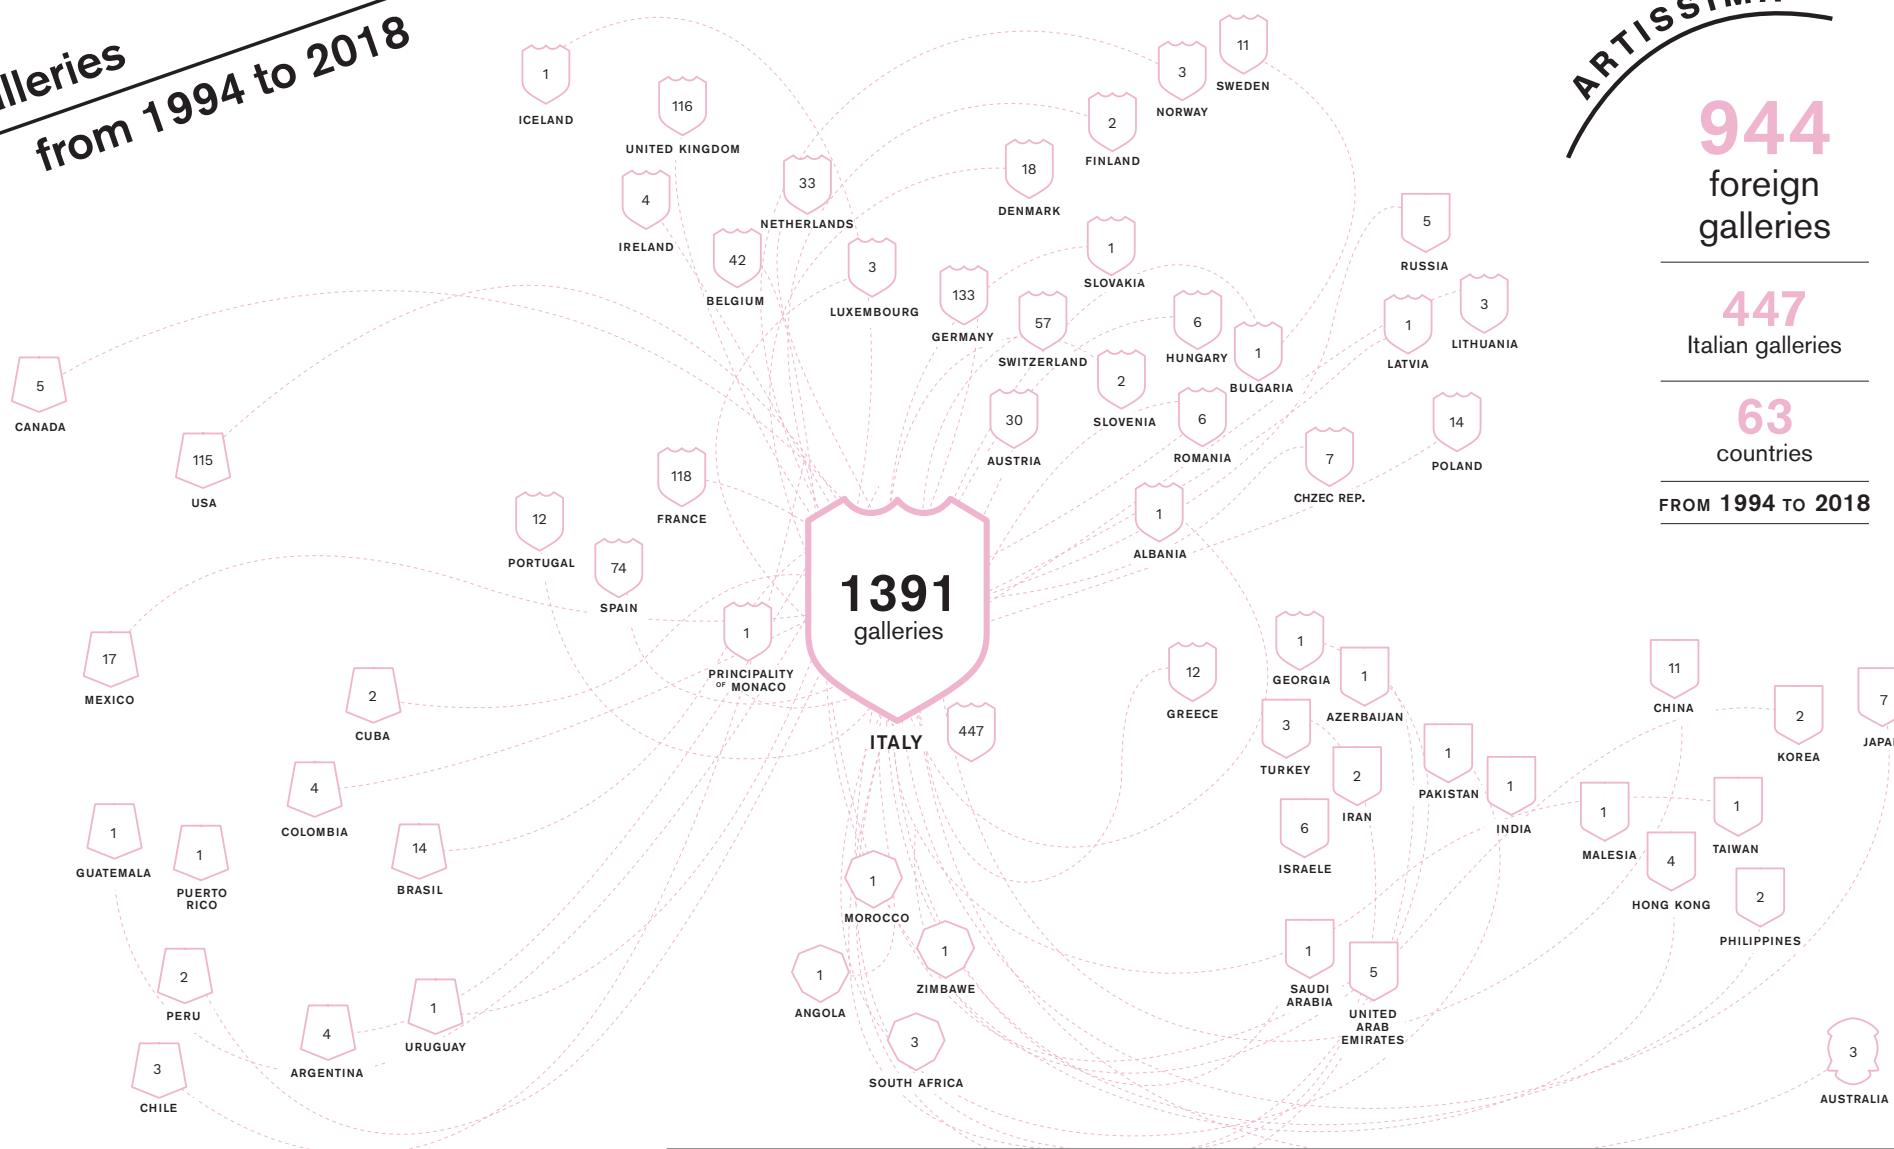 from 1994 to 2018
1
ICELAND
116
UNITED KINGDOM
4
IRELAND
33
NETHERLANDS
42
BELGIUM
3
LUXEMBOURG
3
NORWAY
11
SWEDEN
2
FINLAND
18
DENMARK
1
SLOVAKIA
133
GERMANY
57
SWITZERLAND
6
HUNGARY
1
BULGARIA
2
SLOVENIA
30
AUSTRIA
6
ROMANIA
5
RUSSIA
1
LATVIA
3
LITHUANIA
14
POLAND
7
CHZEC REP.
1
ALBANIA
5
CANADA
115
USA
118
FRANCE
12
PORTUGAL
74
SPAIN
1
PRINCIPALITY
OF MONACO
1391
galleries
ITALY
447
17
MEXICO
2
CUBA
4
COLOMBIA
1
GUATEMALA
1
PUERTO
RICO
14
BRASIL
2
PERU
4
ARGENTINA
1
URUGUAY
3
CHILE
1
MOROCCO
1
ANGOLA
1
ZIMBAWE
3
SOUTH AFRICA
12
GREECE
1
GEORGIA
1
AZERBAIJAN
3
TURKEY
2
IRAN
6
ISRAELE
1
PAKISTAN
1
INDIA
11
CHINA
2
KOREA
7
1
MALESIA
1
TAIWAN
4
HONG KONG
2
PHILIPPINES
1
SAUDI
ARABIA
5
UNITED
ARAB
EMIRATES
3
AUSTRALIA
944
foreign
galleries
447
Italian galleries
63
countries
FROM 1994 TO 2018